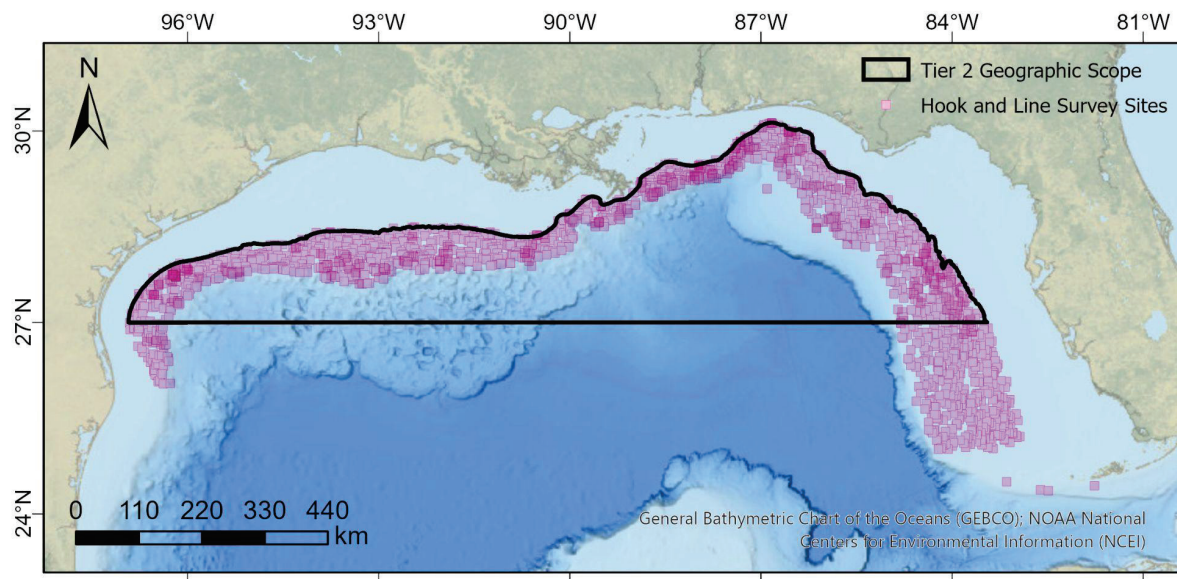 96°W 93°W 90°W 87°W 84°W 81°W
N
Tier 2 Geographic Scope
Hook and Line Survey Sites
30°N
27°N
24°N
0 110 220 330 440
km
General Bathymetric Chart of the Oceans (GEBCO); NOAA National
Centers for Environmental Information (NCEI)